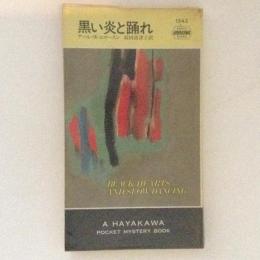 黒い炎と踊れ
1543
BLACK HEARTS
AND SLOW DANCING
A HAYAKAWA
POCKET MYSTERY BOOK